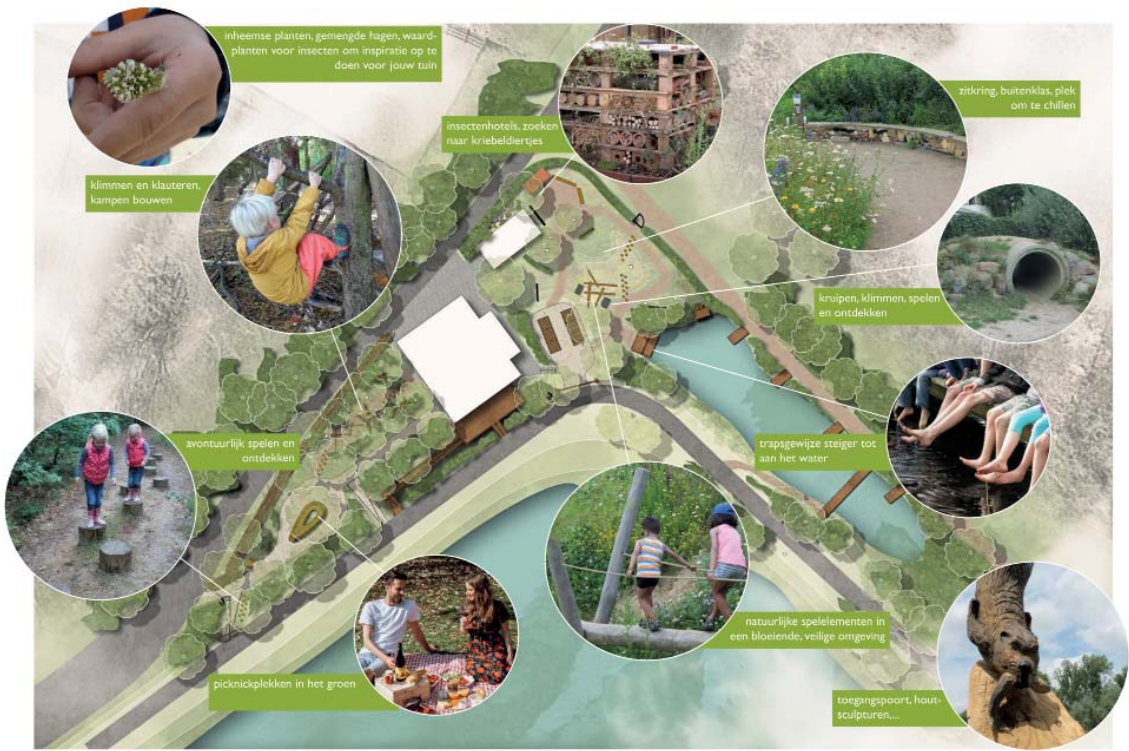 inheemse planten, gemengde hagen, waard-
planten voor insecten om inspiratie op te
doen voor jouw tuin
insectenhotels, zoeken
naar kriebeldiertjes
zitkring, buitenklas, plek
om te chillen
klimmen en klauteren,
kampen bouwen
kruipen, klimmen, spelen
en ontdekken
avontuurlijk spelen en
ontdekken
trapsgewijze steiger tot
aan het water
natuurlijke spelelementen in
een bloeiende, veilige omgeving
picknickplekken in het groen
toegangspoort, hout-
sculpturen,...